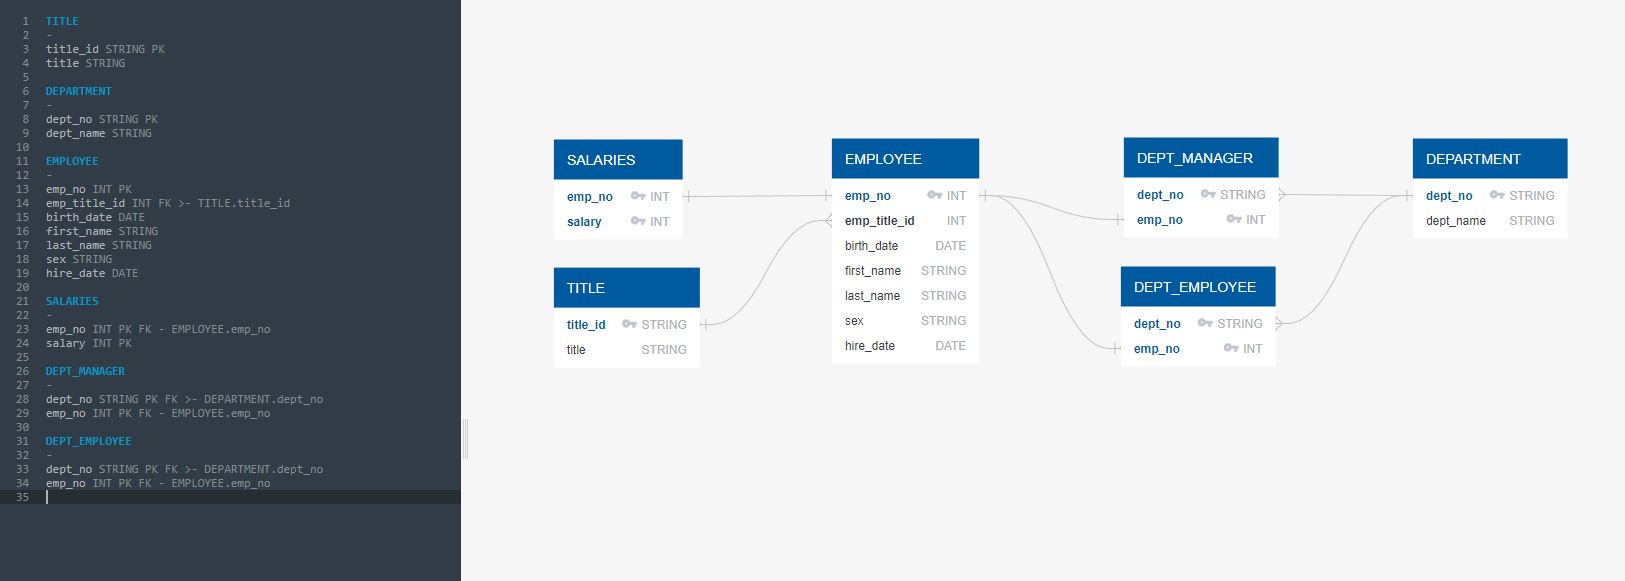 1 TITLE
2 -
3 title_id STRING PK
4 title STRING
5
6 DEPARTMENT
7 -
8 dept_no STRING PK
9 dept_name STRING
10
11 EMPLOYEE
12 -
13 emp_no INT PK
14 emp_title_id INT FK >- TITLE.title_id
15 birth_date DATE
16 first_name STRING
17 last_name STRING
18 sex STRING
19 hire_date DATE
20
21 SALARIES
22 -
23 emp_no INT PK FK - EMPLOYEE.emp_no
24 salary INT PK
25
26 DEPT_MANAGER
27 -
28 dept_no STRING PK FK >- DEPARTMENT.dept_no
29 emp_no INT PK FK - EMPLOYEE.emp_no
30
31 DEPT_EMPLOYEE
32 -
33 dept_no STRING PK FK >- DEPARTMENT.dept_no
34 emp_no INT PK FK - EMPLOYEE.emp_no
35
SALARIES
emp_no INT
salary INT
TITLE
title_id STRING
title STRING
EMPLOYEE
emp_no INT
emp_title_id INT
birth_date DATE
first_name STRING
last_name STRING
sex STRING
hire_date DATE
DEPT_MANAGER
dept_no STRING
emp_no INT
DEPT_EMPLOYEE
dept_no STRING
emp_no INT
DEPARTMENT
dept_no STRING
dept_name STRING